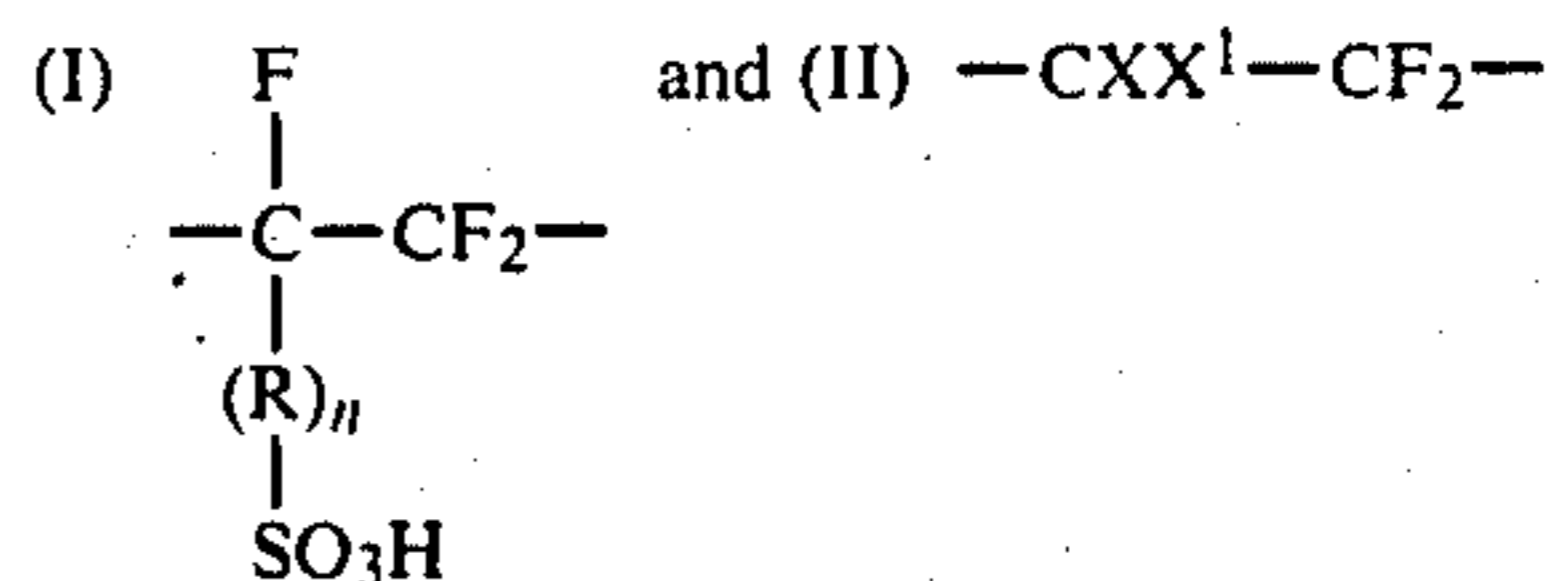 (I) F and (II) —CXX¹—CF₂—
—C—CF₂—
(R)ₙ
SO₃H